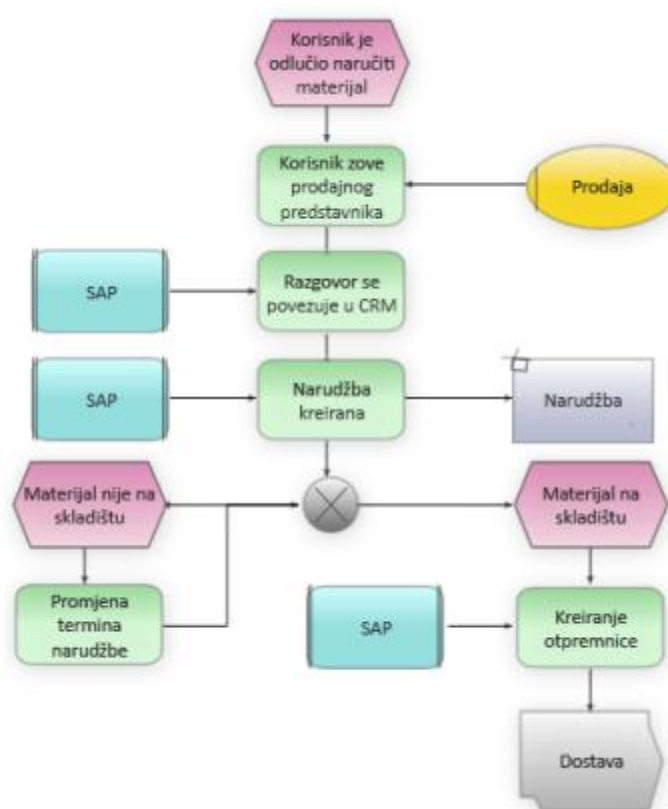 Korisnik je
odlučio naručiti
materijal
Korisnik zove
prodajnog
predstavnika
Prodaja
SAP
Razgovor se
povezuje u CRM
SAP
Narudžba
kreirana
Narudžba
Materijal nije na
skladištu
Materijal na
skladištu
Promjena
termina
narudžbe
SAP
Kreiranje
otpremnice
Dostava